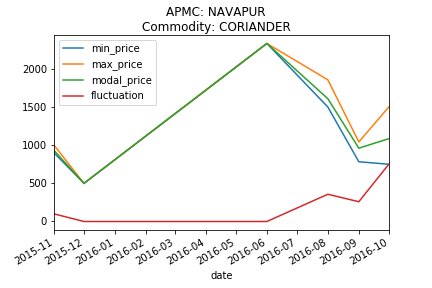 APMC: NAVAPUR
Commodity: CORIANDER
min_price
max_price
modal_price
fluctuation
2000
1500
1000
500
0
2015-11
2015-12
2016-01
2016-02
2016-03
2016-04
2016-05
2016-06
2016-07
2016-08
2016-09
2016-10
date